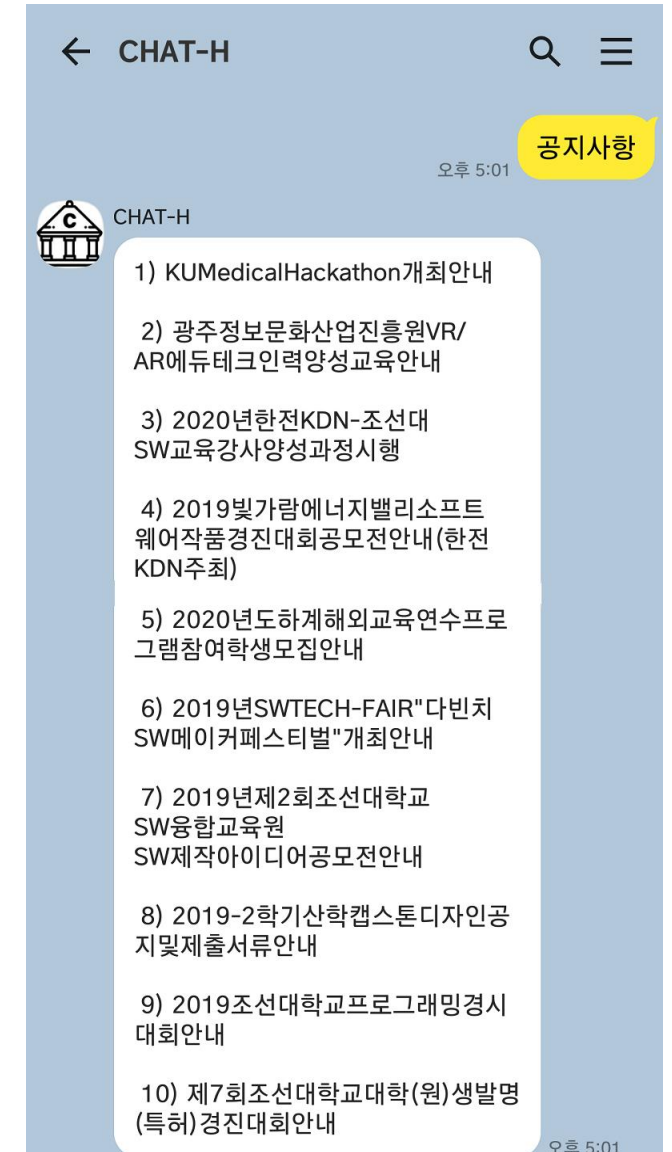 CHAT-H
공지사항
오후 5:01
CHAT-H
C
1) KUMedicalHackathon개최안내
2) 광주정보문화산업진흥원VR/
AR에듀테크인력양성교육안내
3) 2020년한전KDN-조선대
SW교육강사양성과정시행
4) 2019빛가람에너지밸리소프트
웨어작품경진대회공모전안내(한전
KDN주최)
5) 2020년도하계해외교육연수프로
그램참여학생모집안내
6) 2019년SWTECH-FAIR"다빈치
SW메이커페스티벌"개최안내
7) 2019년제2회조선대학교
SW융합교육원
SW제작아이디어공모전안내
8) 2019-2학기산학캡스톤디자인공
지및제출서류안내
9) 2019조선대학교프로그래밍경시
대회안내
10) 제7회조선대학교대학(원)생발명
(특허)경진대회안내
오후 5:01